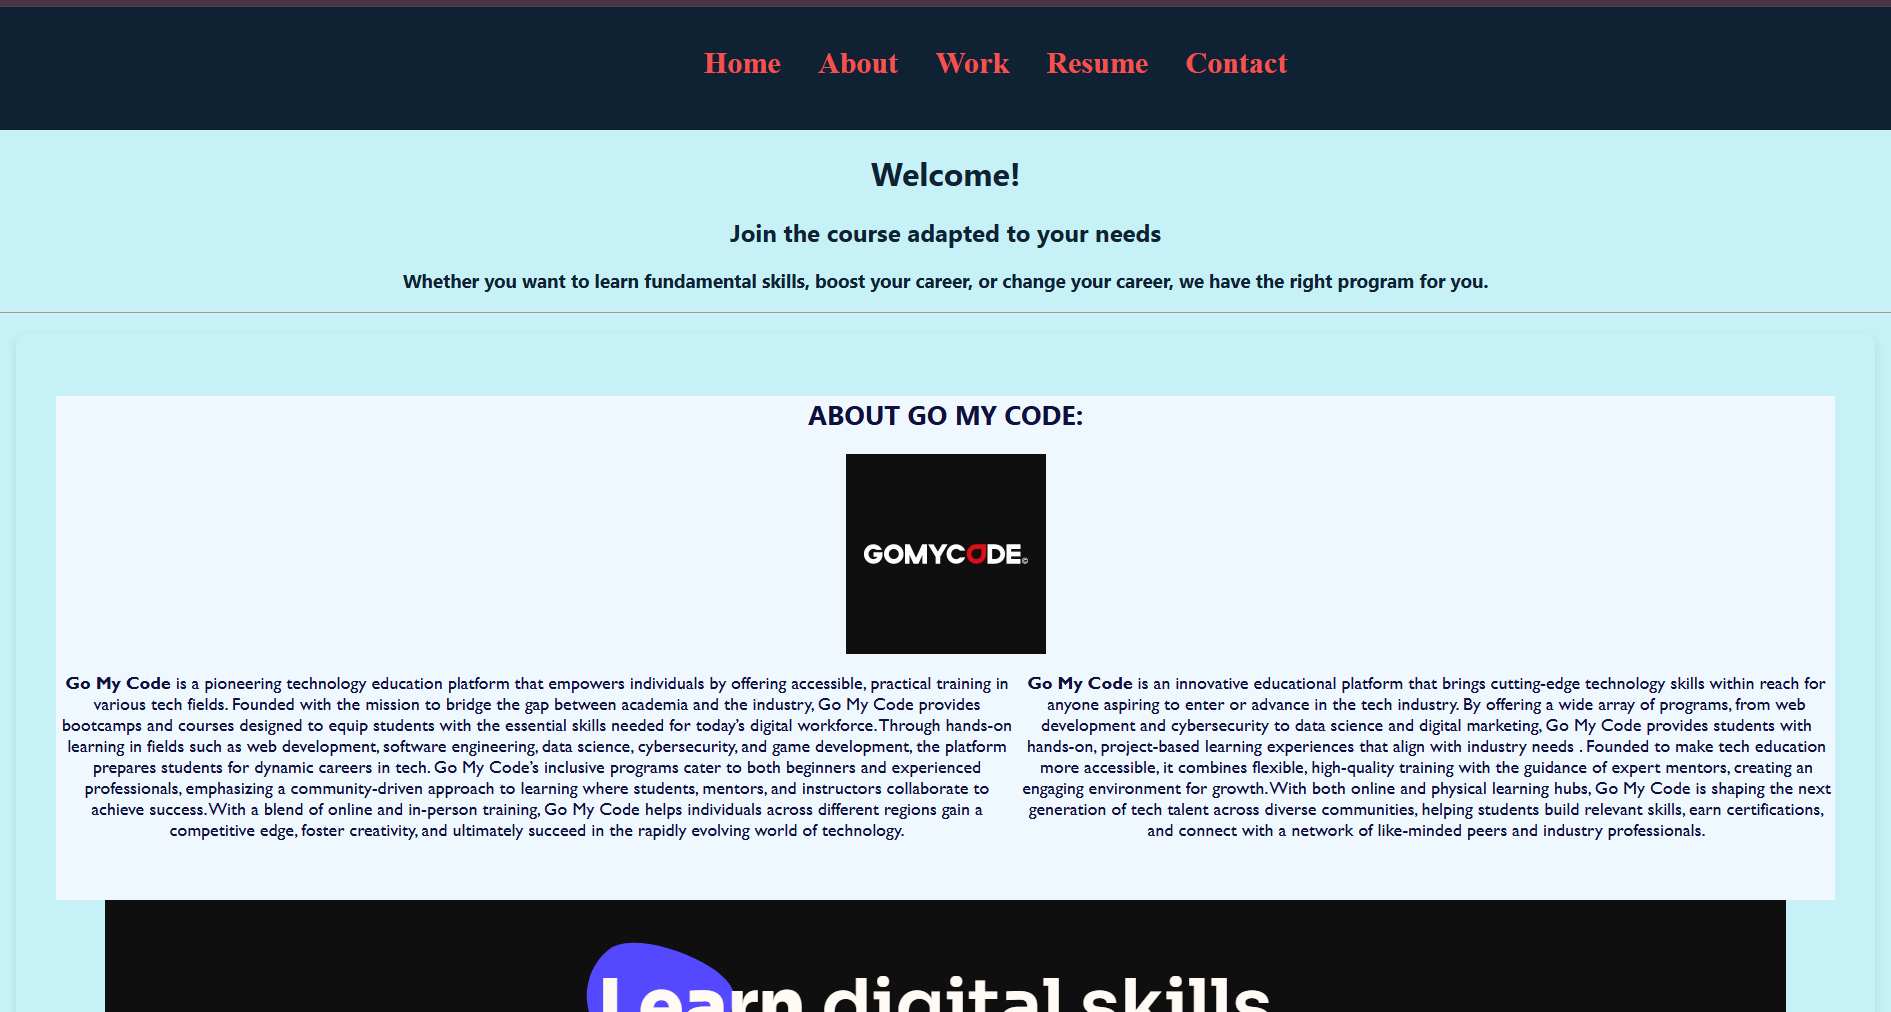 Home About Work Resume Contact
Welcome!
Join the course adapted to your needs
Whether you want to learn fundamental skills, boost your career, or change your career, we have the right program for you.
ABOUT GO MY CODE:
GOMYCODE©
Go My Code is a pioneering technology education platform that empowers individuals by offering accessible, practical training in
various tech fields. Founded with the mission to bridge the gap between academia and the industry, Go My Code provides
bootcamps and courses designed to equip students with the essential skills needed for today’s digital workforce. Through hands-on
learning in fields such as web development, software engineering, data science, cybersecurity, and game development, the platform
prepares students for dynamic careers in tech. Go My Code’s inclusive programs cater to both beginners and experienced
professionals, emphasizing a community-driven approach to learning where students, mentors, and instructors collaborate to
achieve success. With a blend of online and in-person training, Go My Code helps individuals across different regions gain a
competitive edge, foster creativity, and ultimately succeed in the rapidly evolving world of technology.
Go My Code is an innovative educational platform that brings cutting-edge technology skills within reach for
anyone aspiring to enter or advance in the tech industry. By offering a wide array of programs, from web
development and cybersecurity to data science and digital marketing, Go My Code provides students with
hands-on, project-based learning experiences that align with industry needs . Founded to make tech education
more accessible, it combines flexible, high-quality training with the guidance of expert mentors, creating an
engaging environment for growth. With both online and physical learning hubs, Go My Code is shaping the next
generation of tech talent across diverse communities, helping students build relevant skills, earn certifications,
and connect with a network of like-minded peers and industry professionals.
Learn digital skills